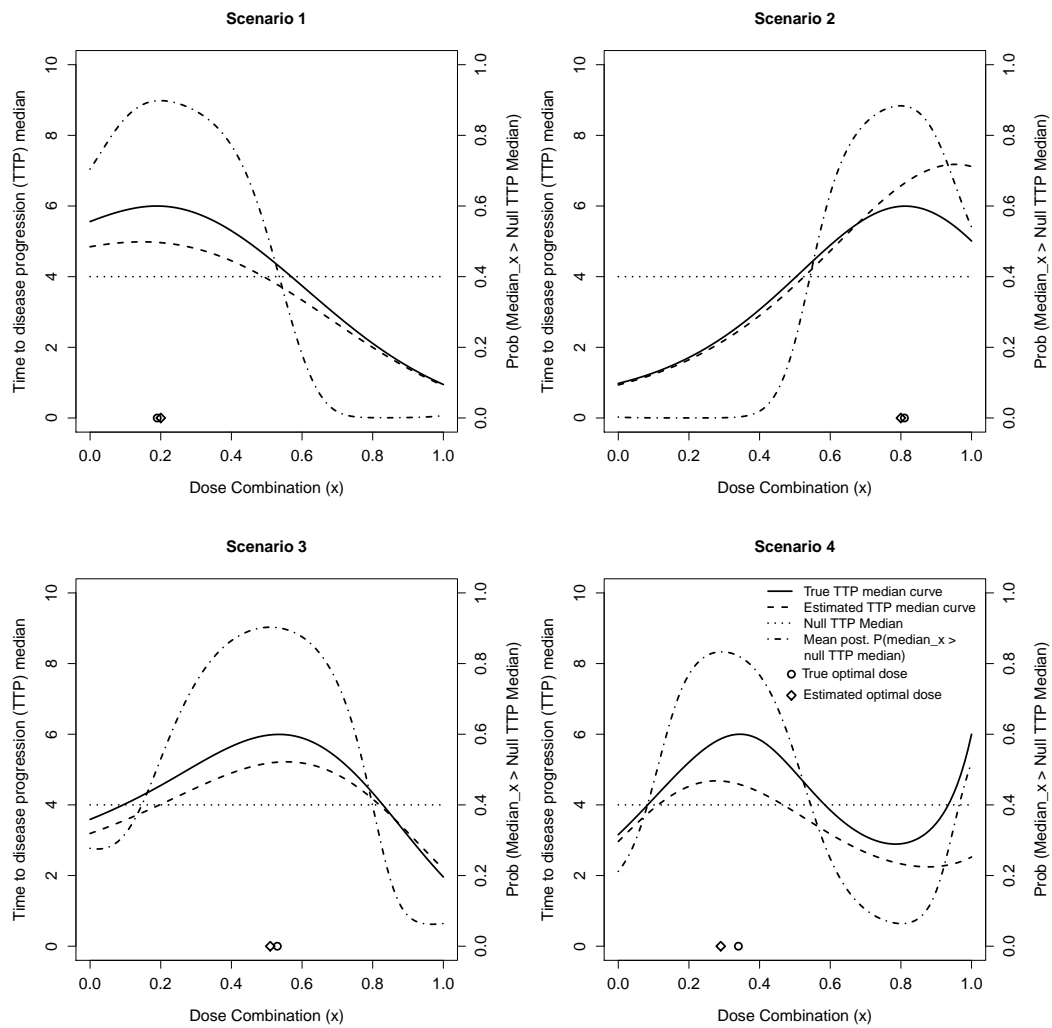 Scenario 1
Time to disease progression (TTP) median
0 2 4 6 8 10
0.0 0.2 0.4 0.6 0.8 1.0
Prob (Median_x > Null TTP Median)
0.0 0.2 0.4 0.6 0.8 1.0
Dose Combination (x)
Scenario 2
Time to disease progression (TTP) median
0 2 4 6 8 10
0.0 0.2 0.4 0.6 0.8 1.0
Prob (Median_x > Null TTP Median)
0.0 0.2 0.4 0.6 0.8 1.0
Dose Combination (x)
Scenario 3
Time to disease progression (TTP) median
0 2 4 6 8 10
0.0 0.2 0.4 0.6 0.8 1.0
Prob (Median_x > Null TTP Median)
0.0 0.2 0.4 0.6 0.8 1.0
Dose Combination (x)
Scenario 4
True TTP median curve
Estimated TTP median curve
Null TTP Median
Mean post. P(median_x >
null TTP median)
True optimal dose
Estimated optimal dose
Time to disease progression (TTP) median
0 2 4 6 8 10
0.0 0.2 0.4 0.6 0.8 1.0
Prob (Median_x > Null TTP Median)
0.0 0.2 0.4 0.6 0.8 1.0
Dose Combination (x)